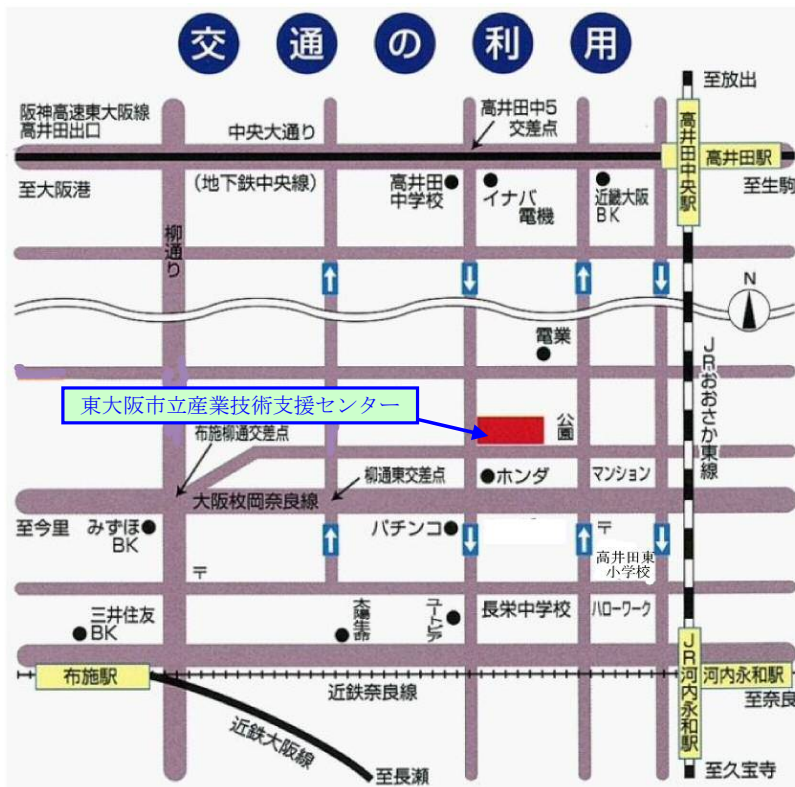 交通の利用
至放出
阪神高速東大阪線
高井田出口
中央大通り
高井田中5
交差点
高井田中央駅
高井田駅
至大阪港
(地下鉄中央線)
高井田
中学校
イナバ
電機
近畿大阪
BK
至生駒
柳通り
N
電業
JRおおさか東線
東大阪市立産業技術支援センター
公園
布施柳通交差点
柳通東交差点
ホンダ
マンション
大阪枚岡奈良線
至今里
みずほ
BK
パチンコ
〒
高井田東
小学校
〒
三井住友
BK
太陽生命
ユートピア
長栄中学校
ハローワーク
布施駅
近鉄奈良線
JR河内永和駅
河内永和駅
至奈良
近鉄大阪線
至長瀬
至久宝寺